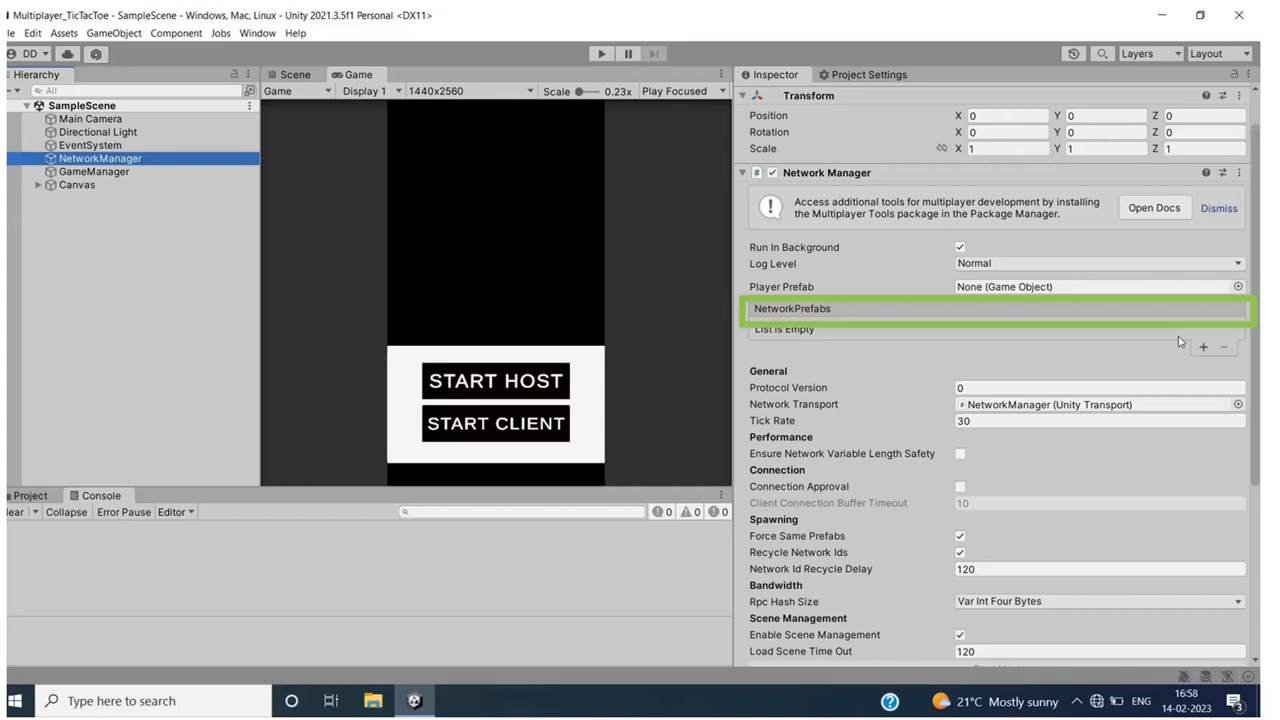 Multiplayer_TicTacToe - SampleScene - Windows, Mac, Linux - Unity 2021.3.5f1 Personal <DX11>
le Edit Assets GameObject Component Jobs Window Help
DD Layers Layout
Hierarchy
All
SampleScene
Main Camera
Directional Light
EventSystem
NetworkManager
GameManager
Canvas
Scene Game
Game Display 1 1440x2560 Scale 0.23x Play Focused
START HOST
START CLIENT
Inspector Project Settings
Transform
Position X 0 Y 0 Z 0
Rotation X 0 Y 0 Z 0
Scale X 1 Y 1 Z 1
# Network Manager
Access additional tools for multiplayer development by installing
the Multiplayer Tools package in the Package Manager.
Open Docs Dismiss
Run In Background
Log Level Normal
Player Prefab None (Game Object)
NetworkPrefabs
List is Empty
+ −
General
Protocol Version 0
Network Transport # NetworkManager (Unity Transport)
Tick Rate 30
Performance
Ensure Network Variable Length Safety
Connection
Connection Approval
Client Connection Buffer Timeout 10
Spawning
Force Same Prefabs
Recycle Network Ids
Network Id Recycle Delay 120
Bandwidth
Rpc Hash Size Var Int Four Bytes
Scene Management
Enable Scene Management
Load Scene Time Out 120
Project Console
lear Collapse Error Pause Editor 0 0 0
Type here to search
21°C Mostly sunny ENG
16:58
14-02-2023
3